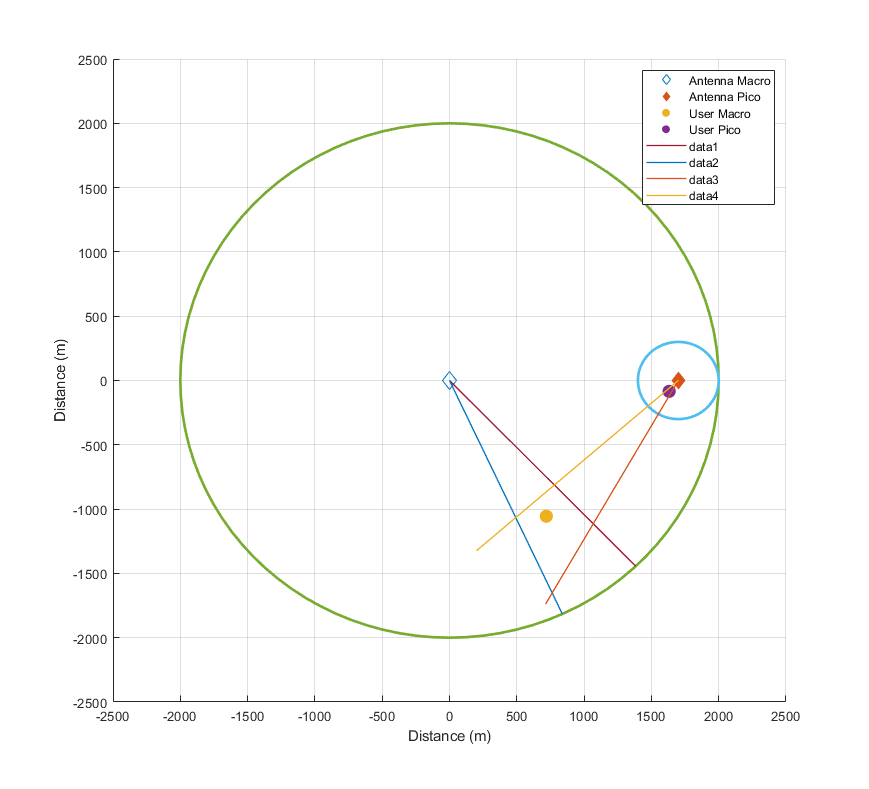 2500
2000
1500
1000
500
0
-500
-1000
-1500
-2000
-2500
Distance (m)
Antenna Macro
Antenna Pico
User Macro
User Pico
data1
data2
data3
data4
-2500 -2000 -1500 -1000 -500 0 500 1000 1500 2000 2500
Distance (m)